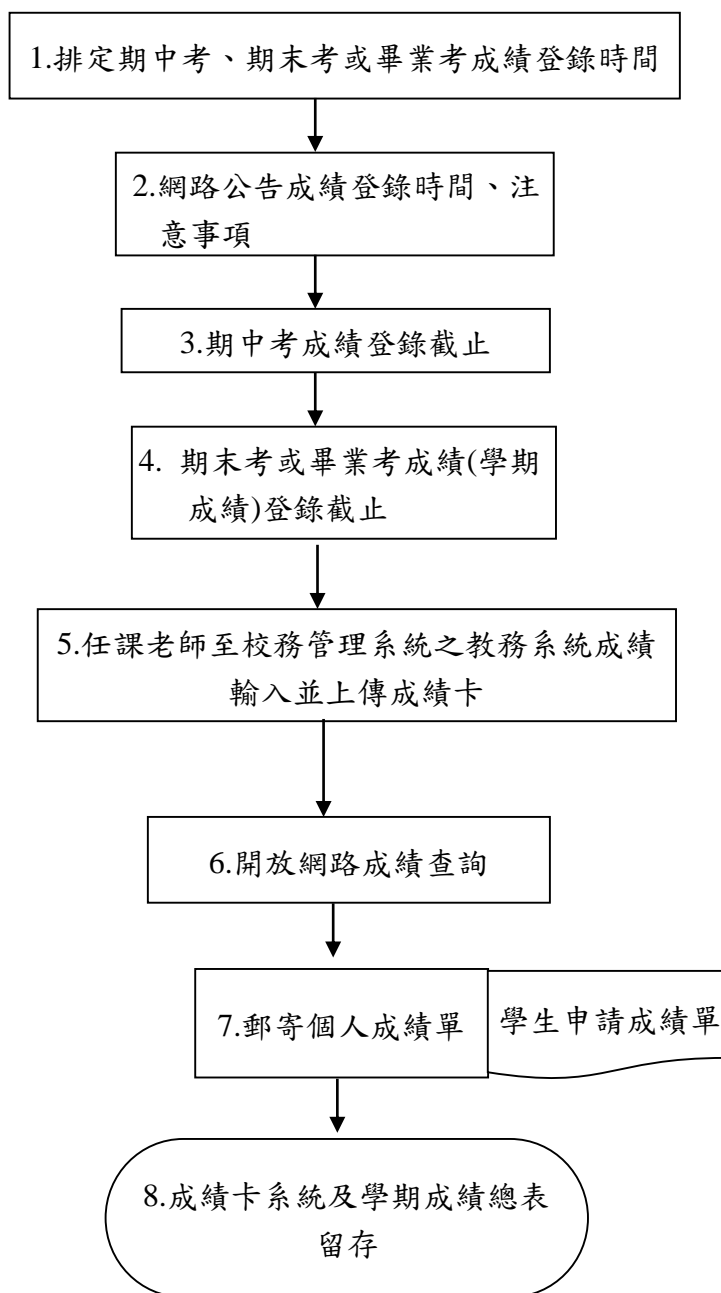 1.排定期中考、期末考或畢業考成績登錄時間
2.網路公告成績登錄時間、注
意事項
3.期中考成績登錄截止
4. 期末考或畢業考成績(學期
成績)登錄截止
5.任課老師至校務管理系統之教務系統成績
輸入並上傳成績卡
6.開放網路成績查詢
7.郵寄個人成績單
學生申請成績單
8.成績卡系統及學期成績總表
留存